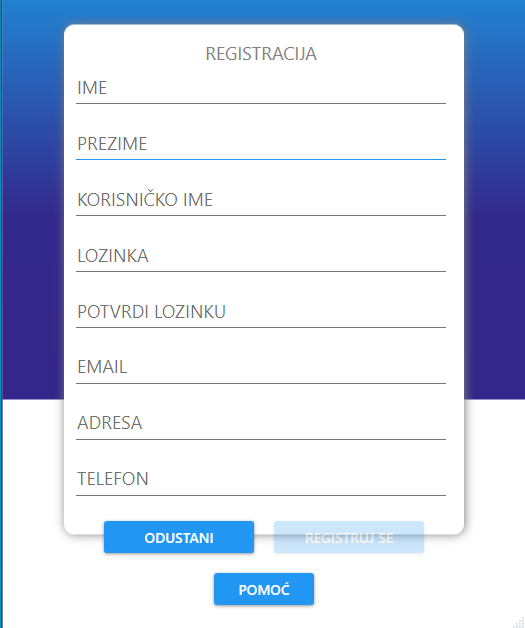 REGISTRACIJA
IME
PREZIME
KORISNIČKO IME
LOZINKA
POTVRDI LOZINKU
EMAIL
ADRESA
TELEFON
ODUSTANI REGISTRUJ SE
POMOĆ